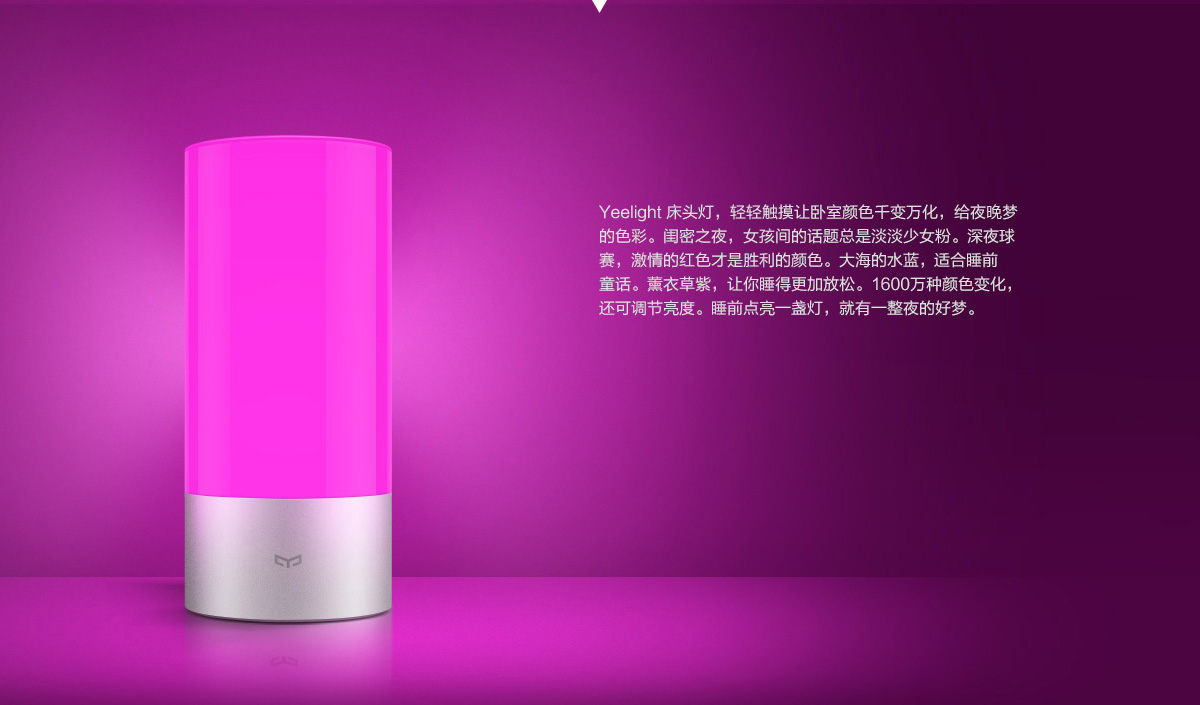 Yeelight 床头灯，轻轻触摸让卧室颜色千变万化，给夜晚梦
的色彩。闺密之夜，女孩间的话题总是淡淡少女粉。深夜球
赛，激情的红色才是胜利的颜色。大海的水蓝，适合睡前
童话。薰衣草紫，让你睡得更加放松。1600万种颜色变化，
还可调节亮度。睡前点亮一盏灯，就有一整夜的好梦。